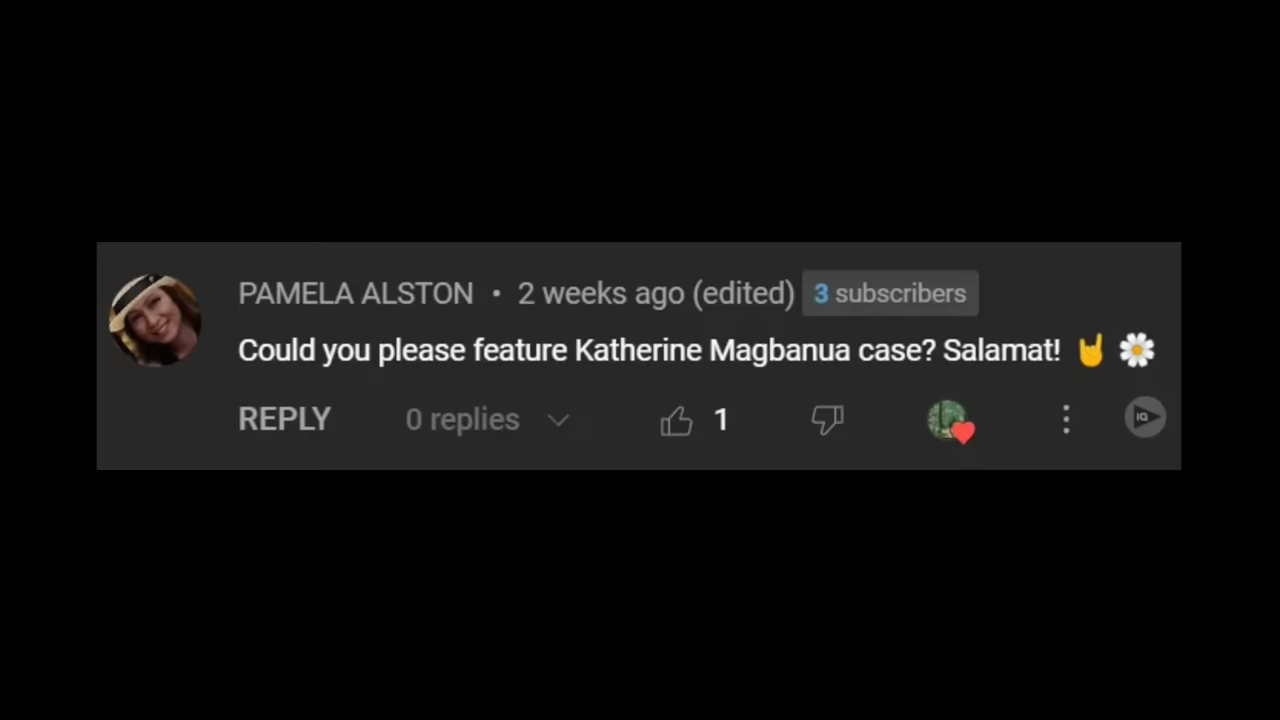 PAMELA ALSTON • 2 weeks ago (edited) 3 subscribers
Could you please feature Katherine Magbanua case? Salamat! 🤘 🌼
REPLY 0 replies 1 IQ